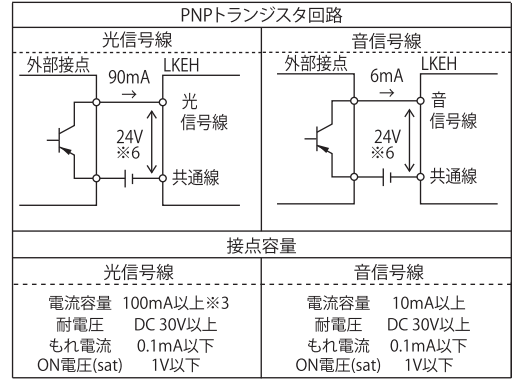 PNPトランジスタ回路
光信号線
外部接点
LKEH
90mA
光
信号線
24V
※6
共通線
音信号線
外部接点
LKEH
6mA
音
信号線
24V
※6
共通線
接点容量
光信号線
電流容量 100mA以上※3
耐電圧 DC 30V以上
もれ電流 0.1mA以下
ON電圧(sat) 1V以下
音信号線
電流容量 10mA以上
耐電圧 DC 30V以上
もれ電流 0.1mA以下
ON電圧(sat) 1V以下